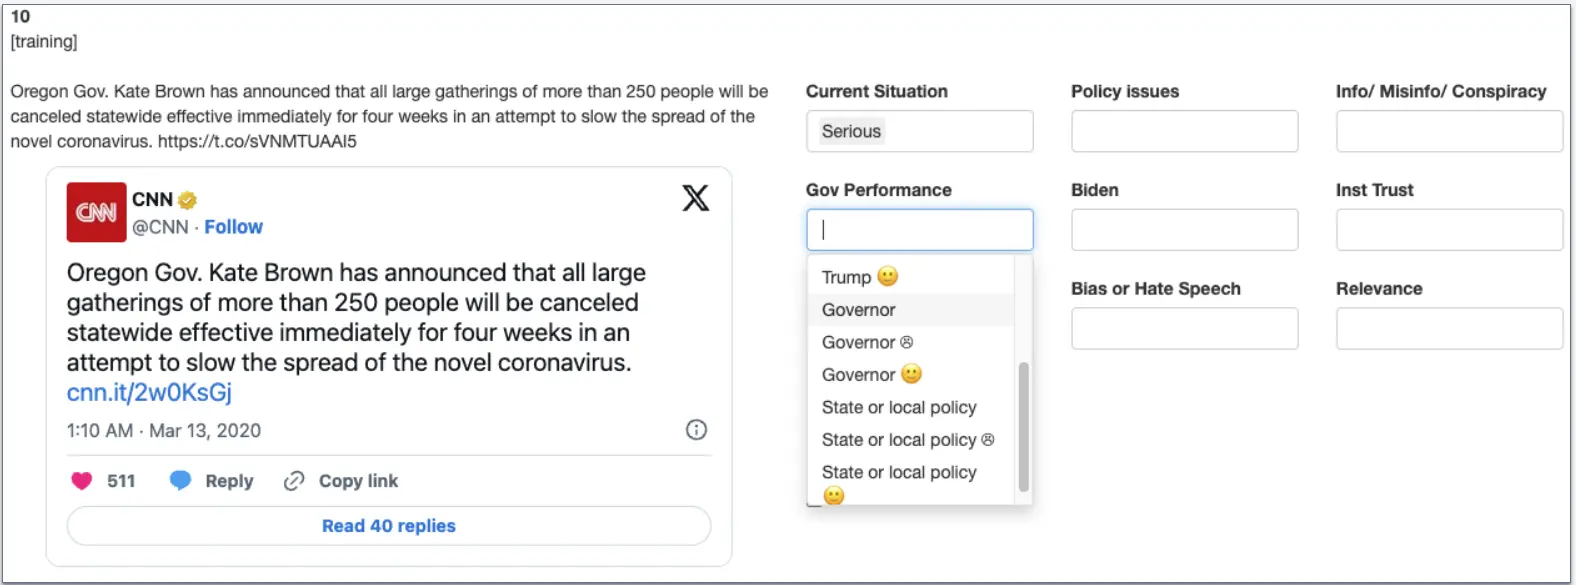 10
[training]
Oregon Gov. Kate Brown has announced that all large gatherings of more than 250 people will be
canceled statewide effective immediately for four weeks in an attempt to slow the spread of the
novel coronavirus. https://t.co/sVNMTUAAI5
CNN
CNN
@CNN · Follow
X
Oregon Gov. Kate Brown has announced that all large
gatherings of more than 250 people will be canceled
statewide effective immediately for four weeks in an
attempt to slow the spread of the novel coronavirus.
cnn.it/2w0KsGj
1:10 AM · Mar 13, 2020
511 Reply Copy link
Read 40 replies
Current Situation
Serious
Policy issues
Info/ Misinfo/ Conspiracy
Gov Performance
Biden
Inst Trust
Trump 🙂
Governor
Governor ☹
Governor 🙂
State or local policy
State or local policy ☹
State or local policy
🙂
Bias or Hate Speech
Relevance